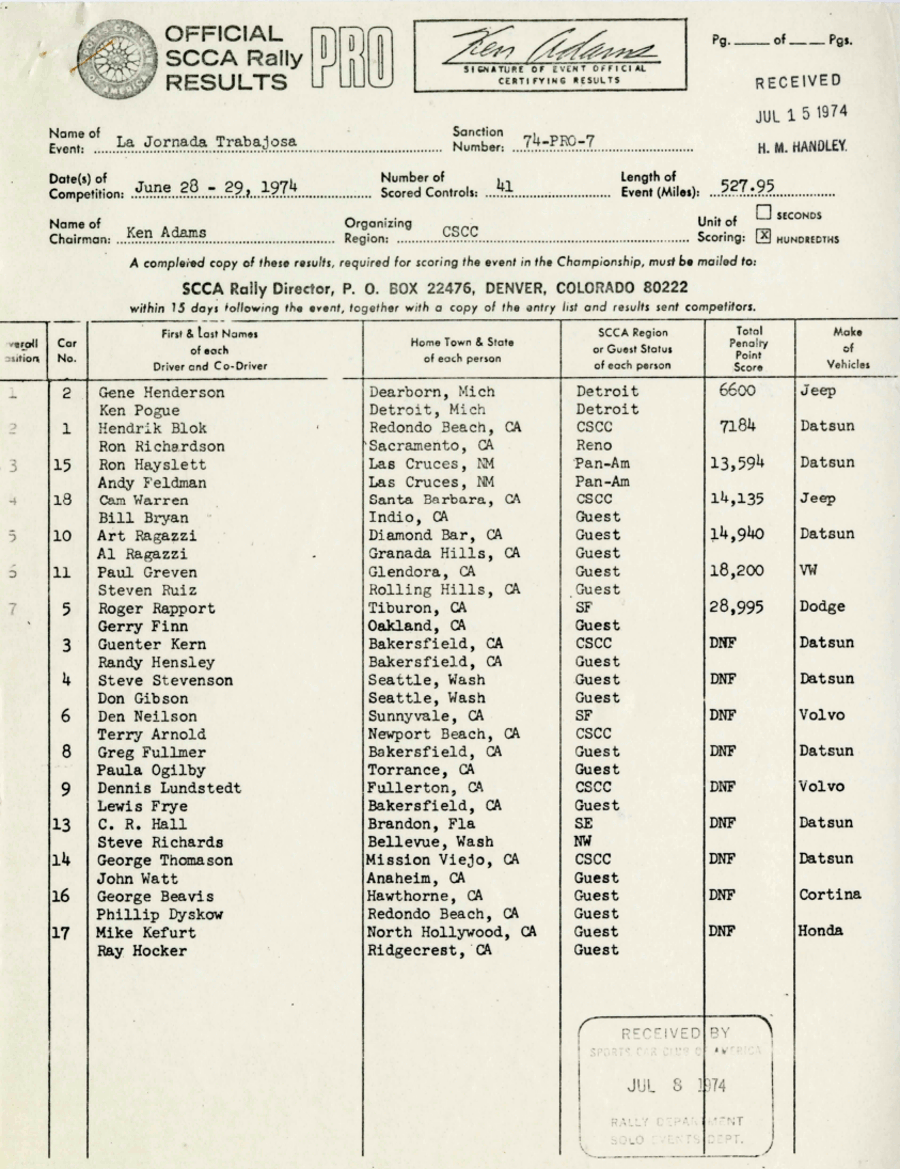 OFFICIAL
SCCA Rally
RESULTS
PRO
Ken Adams
SIGNATURE OF EVENT OFFICIAL
CERTIFYING RESULTS
Pg. ____ of ____ Pgs.
RECEIVED
JUL 15 1974
H. M. HANDLEY.
Name of Event: La Jornada Trabajosa Sanction Number: 74-PRO-7
Date(s) of Competition: June 28 - 29, 1974 Number of Scored Controls: 41 Length of Event (Miles): 527.95
Name of Chairman: Ken Adams Organizing Region: CSCC Unit of Scoring: ☐ SECONDS ☒ HUNDREDTHS
A completed copy of these results, required for scoring the event in the Championship, must be mailed to:
SCCA Rally Director, P. O. BOX 22476, DENVER, COLORADO 80222
within 15 days following the event, together with a copy of the entry list and results sent competitors.
verall osition Car No. First & Last Names of each Driver and Co-Driver Home Town & State of each person SCCA Region or Guest Status of each person Total Penalty Point Score Make of Vehicles
1 2 Gene Henderson Dearborn, Mich Detroit 6600 Jeep
Ken Pogue Detroit, Mich Detroit
2 1 Hendrik Blok Redondo Beach, CA CSCC 7184 Datsun
Ron Richardson Sacramento, CA Reno
3 15 Ron Hayslett Las Cruces, NM Pan-Am 13,594 Datsun
Andy Feldman Las Cruces, NM Pan-Am
4 18 Cam Warren Santa Barbara, CA CSCC 14,135 Jeep
Bill Bryan Indio, CA Guest
5 10 Art Ragazzi Diamond Bar, CA Guest 14,940 Datsun
Al Ragazzi Granada Hills, CA Guest
6 11 Paul Greven Glendora, CA Guest 18,200 VW
Steven Ruiz Rolling Hills, CA Guest
7 5 Roger Rapport Tiburon, CA SF 28,995 Dodge
Gerry Finn Oakland, CA Guest
3 Guenter Kern Bakersfield, CA CSCC DNF Datsun
Randy Hensley Bakersfield, CA Guest
4 Steve Stevenson Seattle, Wash Guest DNF Datsun
Don Gibson Seattle, Wash Guest
6 Den Neilson Sunnyvale, CA SF DNF Volvo
Terry Arnold Newport Beach, CA CSCC
8 Greg Fullmer Bakersfield, CA Guest DNF Datsun
Paula Ogilby Torrance, CA Guest
9 Dennis Lundstedt Fullerton, CA CSCC DNF Volvo
Lewis Frye Bakersfield, CA Guest
13 C. R. Hall Brandon, Fla SE DNF Datsun
Steve Richards Bellevue, Wash NW
14 George Thomason Mission Viejo, CA CSCC DNF Datsun
John Watt Anaheim, CA Guest
16 George Beavis Hawthorne, CA Guest DNF Cortina
Phillip Dyskow Redondo Beach, CA Guest
17 Mike Kefurt North Hollywood, CA Guest DNF Honda
Ray Hocker Ridgecrest, CA Guest
RECEIVED BY
SPORTS CAR CLUB OF AMERICA
JUL 8 1974
RALLY DEPARTMENT
SOLO EVENTS DEPT.